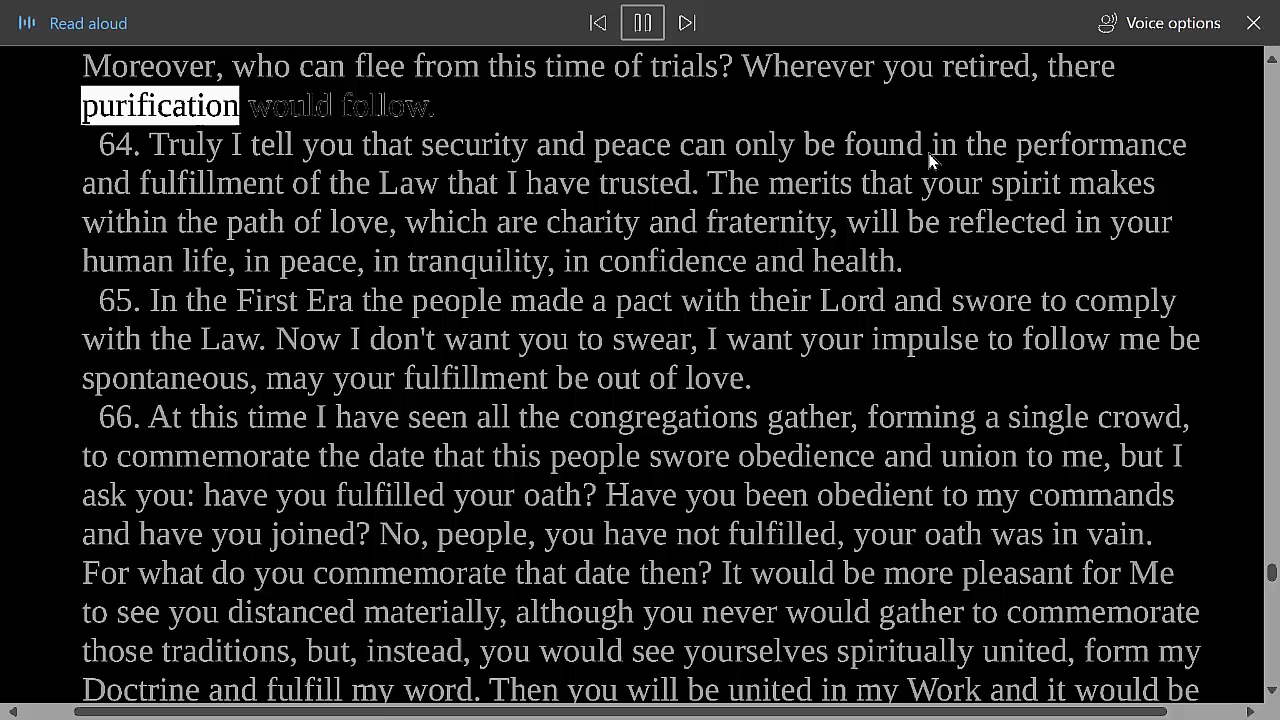 Read aloud
Voice options
Moreover, who can flee from this time of trials? Wherever you retired, there
purification would follow.
64. Truly I tell you that security and peace can only be found in the performance
and fulfillment of the Law that I have trusted. The merits that your spirit makes
within the path of love, which are charity and fraternity, will be reflected in your
human life, in peace, in tranquility, in confidence and health.
65. In the First Era the people made a pact with their Lord and swore to comply
with the Law. Now I don't want you to swear, I want your impulse to follow me be
spontaneous, may your fulfillment be out of love.
66. At this time I have seen all the congregations gather, forming a single crowd,
to commemorate the date that this people swore obedience and union to me, but I
ask you: have you fulfilled your oath? Have you been obedient to my commands
and have you joined? No, people, you have not fulfilled, your oath was in vain.
For what do you commemorate that date then? It would be more pleasant for Me
to see you distanced materially, although you never would gather to commemorate
those traditions, but, instead, you would see yourselves spiritually united, form my
Doctrine and fulfill my word. Then you will be united in my Work and it would be